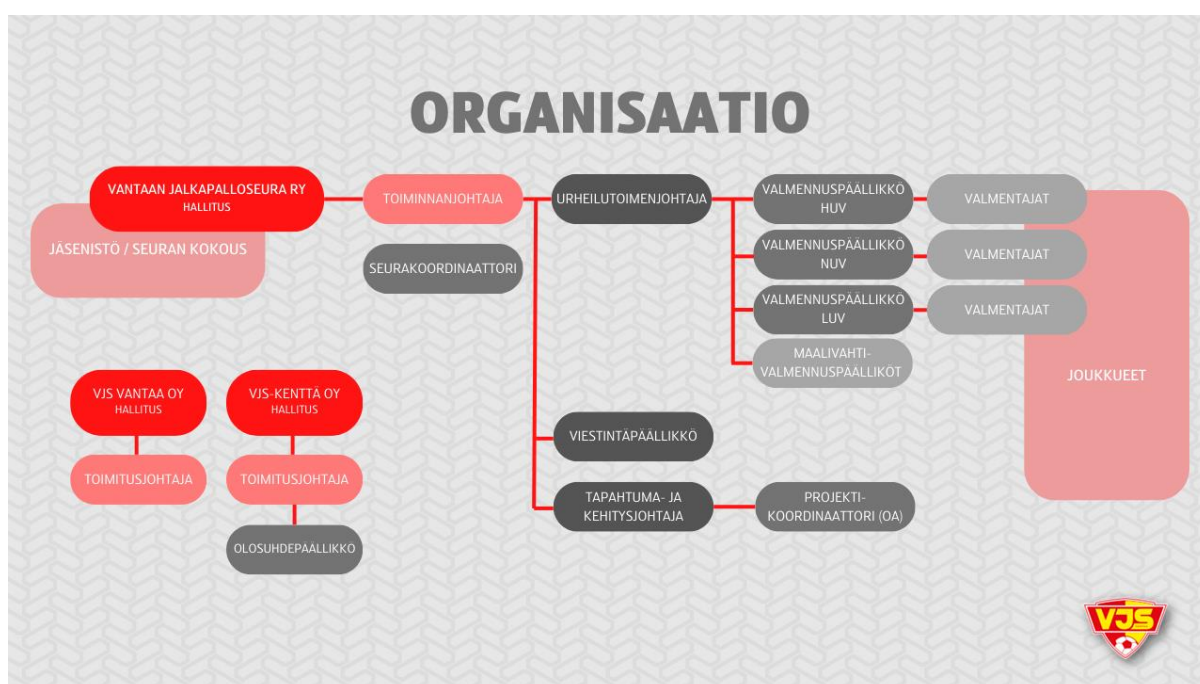 ORGANISAATIO
VANTAAN JALKAPALLOSEURA RY
HALLITUS
JÄSENISTÖ / SEURAN KOKOUS
TOIMINNANJOHTAJA
SEURAKOORDINAATTORI
URHEILUTOIMENJOHTAJA
VALMENNUSPÄÄLLIKKÖ
HUV
VALMENTAJAT
VALMENNUSPÄÄLLIKKÖ
NUV
VALMENTAJAT
VALMENNUSPÄÄLLIKKÖ
LUV
VALMENTAJAT
MAALIVAHTI-
VALMENNUSPÄÄLLIKÖT
JOUKKUEET
VJS VANTAA OY
HALLITUS
TOIMITUSJOHTAJA
VJS-KENTTÄ OY
HALLITUS
TOIMITUSJOHTAJA
OLOSUHDEPÄÄLLIKKÖ
VIESTINTÄPÄÄLLIKKÖ
TAPAHTUMA- JA
KEHITYSJOHTAJA
PROJEKTI-
KOORDINAATTORI (OA)
VJS